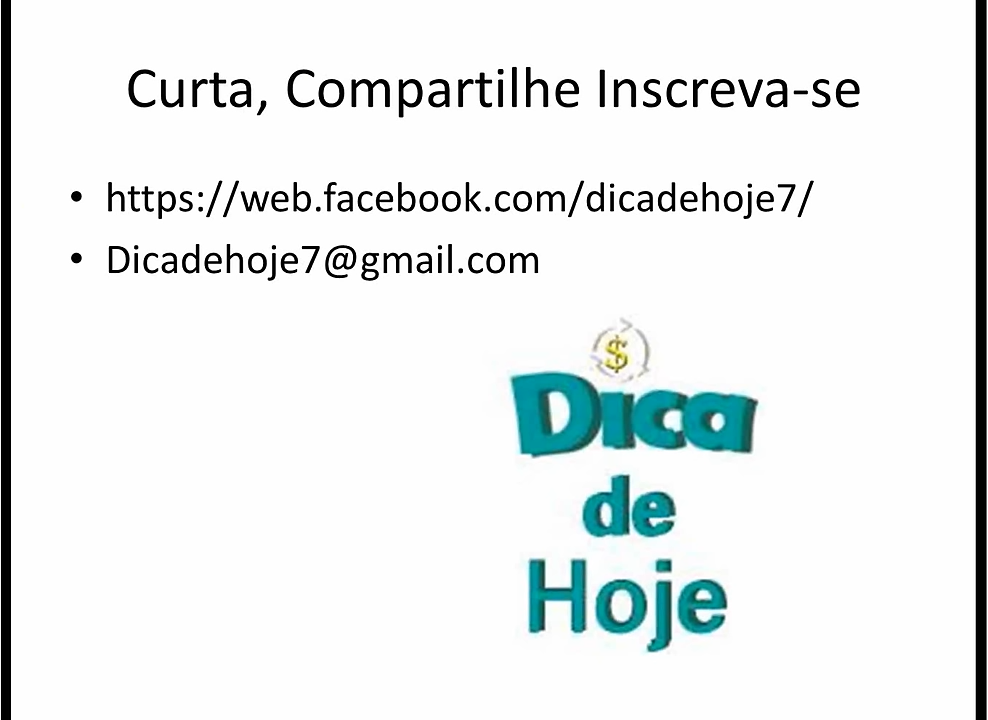 Curta, Compartilhe Inscreva-se
• https://web.facebook.com/dicadehoje7/
• Dicadehoje7@gmail.com
$
Dica
de
Hoje